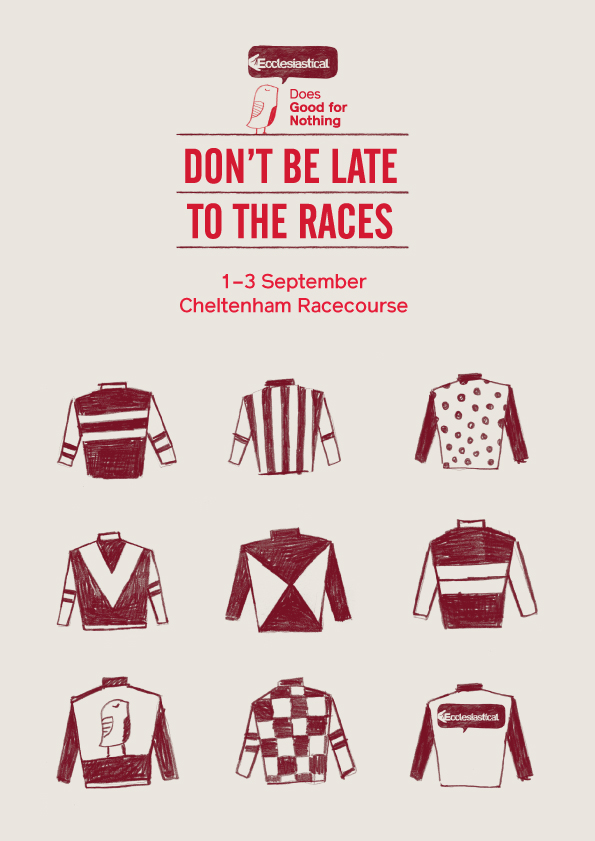 Ecclesiastical
Does
Good for
Nothing
DON'T BE LATE
TO THE RACES
1–3 September
Cheltenham Racecourse
Ecclesiastical